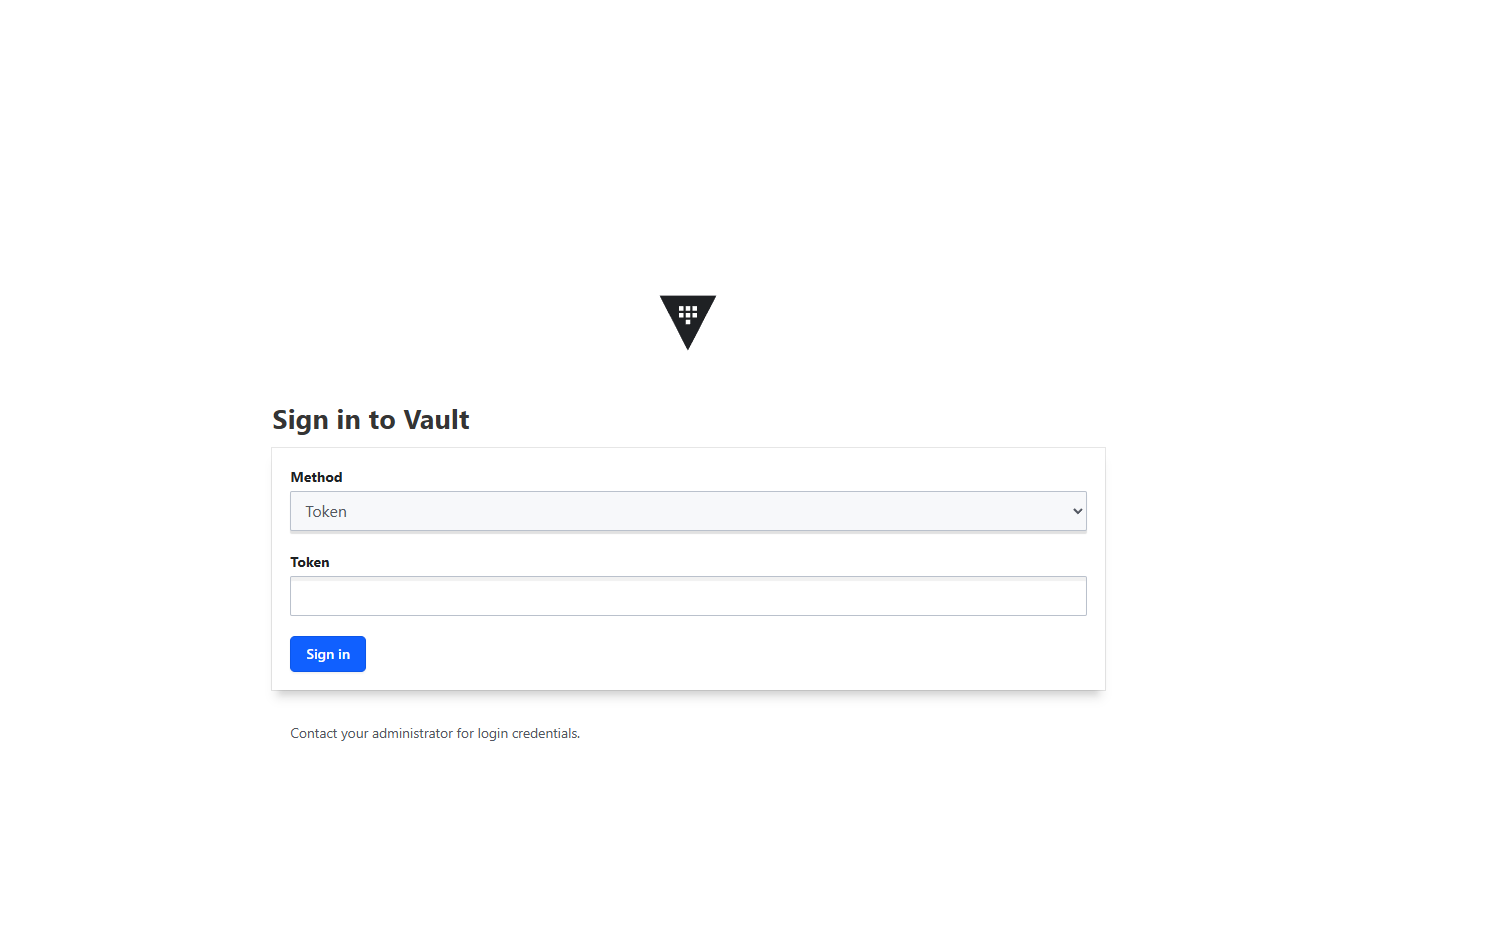 Sign in to Vault
Method
Token
Token
Sign in
Contact your administrator for login credentials.